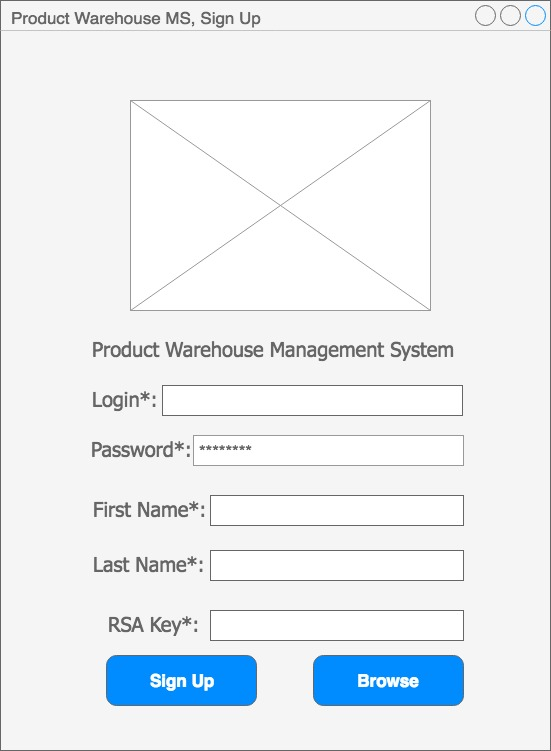 Product Warehouse MS, Sign Up
Product Warehouse Management System
Login*:
Password*: ********
First Name*:
Last Name*:
RSA Key*:
Sign Up Browse